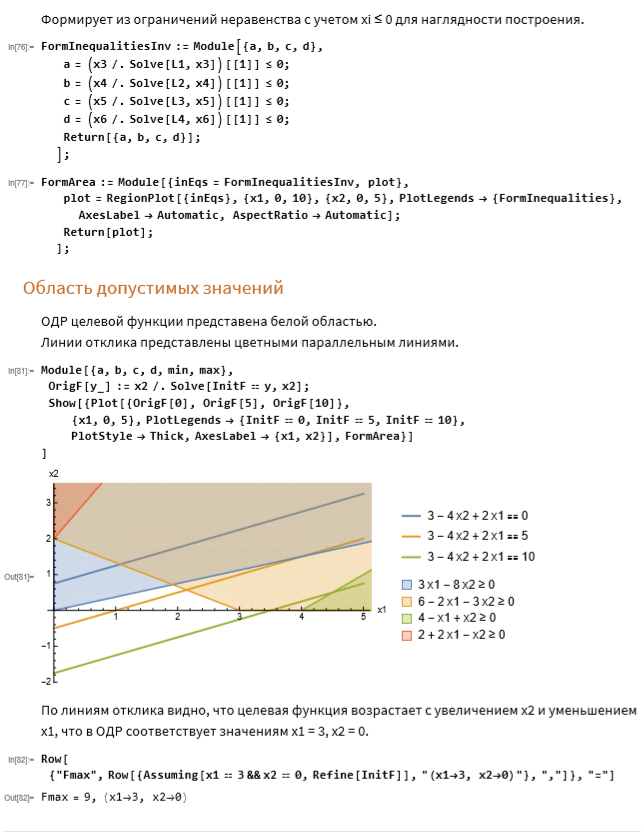 Формирует из ограничений неравенства с учетом xi ≤ 0 для наглядности построения.
In[76]:= FormInequalitiesInv := Module[{a, b, c, d},
a = (x3 /. Solve[L1, x3])[[1]] ≤ 0;
b = (x4 /. Solve[L2, x4])[[1]] ≤ 0;
c = (x5 /. Solve[L3, x5])[[1]] ≤ 0;
d = (x6 /. Solve[L4, x6])[[1]] ≤ 0;
Return[{a, b, c, d}];
];
In[77]:= FormArea := Module[{inEqs = FormInequalitiesInv, plot},
plot = RegionPlot[{inEqs}, {x1, 0, 10}, {x2, 0, 5}, PlotLegends → {FormInequalities},
AxesLabel → Automatic, AspectRatio → Automatic];
Return[plot];
];
Область допустимых значений
ОДР целевой функции представена белой областью.
Линии отклика представлены цветными параллельным линиями.
In[81]:= Module[{a, b, c, d, min, max},
OrigF[y_] := x2 /. Solve[InitF == y, x2];
Show[{Plot[{OrigF[0], OrigF[5], OrigF[10]},
{x1, 0, 5}, PlotLegends → {InitF == 0, InitF == 5, InitF == 10},
PlotStyle → Thick, AxesLabel → {x1, x2}], FormArea}]
]
x2
3
2
1
-1
-2
1 2 3 4 5
x1
Out[81]=
3 - 4 x2 + 2 x1 == 0
3 - 4 x2 + 2 x1 == 5
3 - 4 x2 + 2 x1 == 10
3 x1 - 8 x2 ≥ 0
6 - 2 x1 - 3 x2 ≥ 0
4 - x1 + x2 ≥ 0
2 + 2 x1 - x2 ≥ 0
По линиям отклика видно, что целевая функция возрастает с увеличением x2 и уменьшением
x1, что в ОДР соответствует значениям x1 = 3, x2 = 0.
In[82]:= Row[
{"Fmax", Row[{Assuming[x1 == 3 && x2 == 0, Refine[InitF]], "(x1→3, x2→0)"}, ","]}, "="]
Out[82]= Fmax = 9, (x1→3, x2→0)